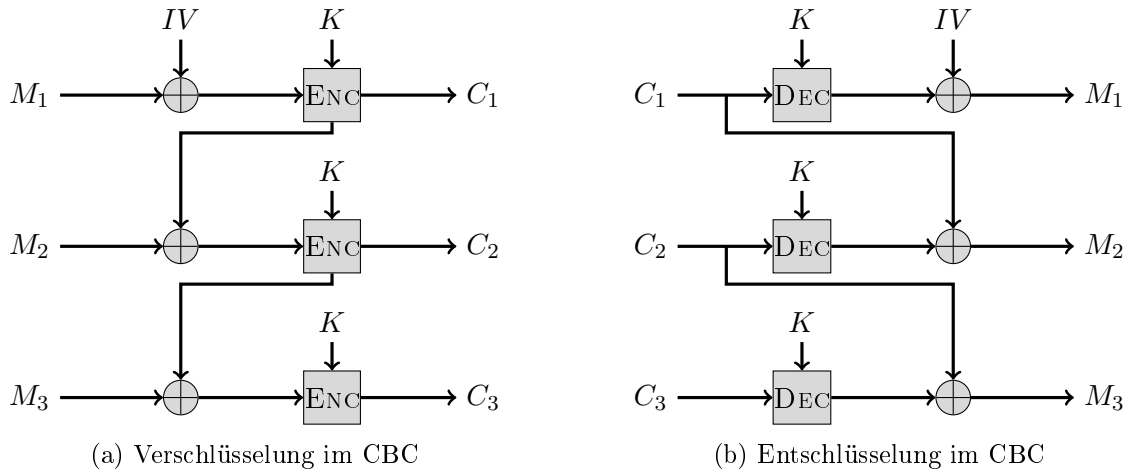 IV K
M₁ ENC C₁
K
M₂ ENC C₂
K
M₃ ENC C₃
(a) Verschlüsselung im CBC
K IV
C₁ DEC M₁
K
C₂ DEC M₂
K
C₃ DEC M₃
(b) Entschlüsselung im CBC